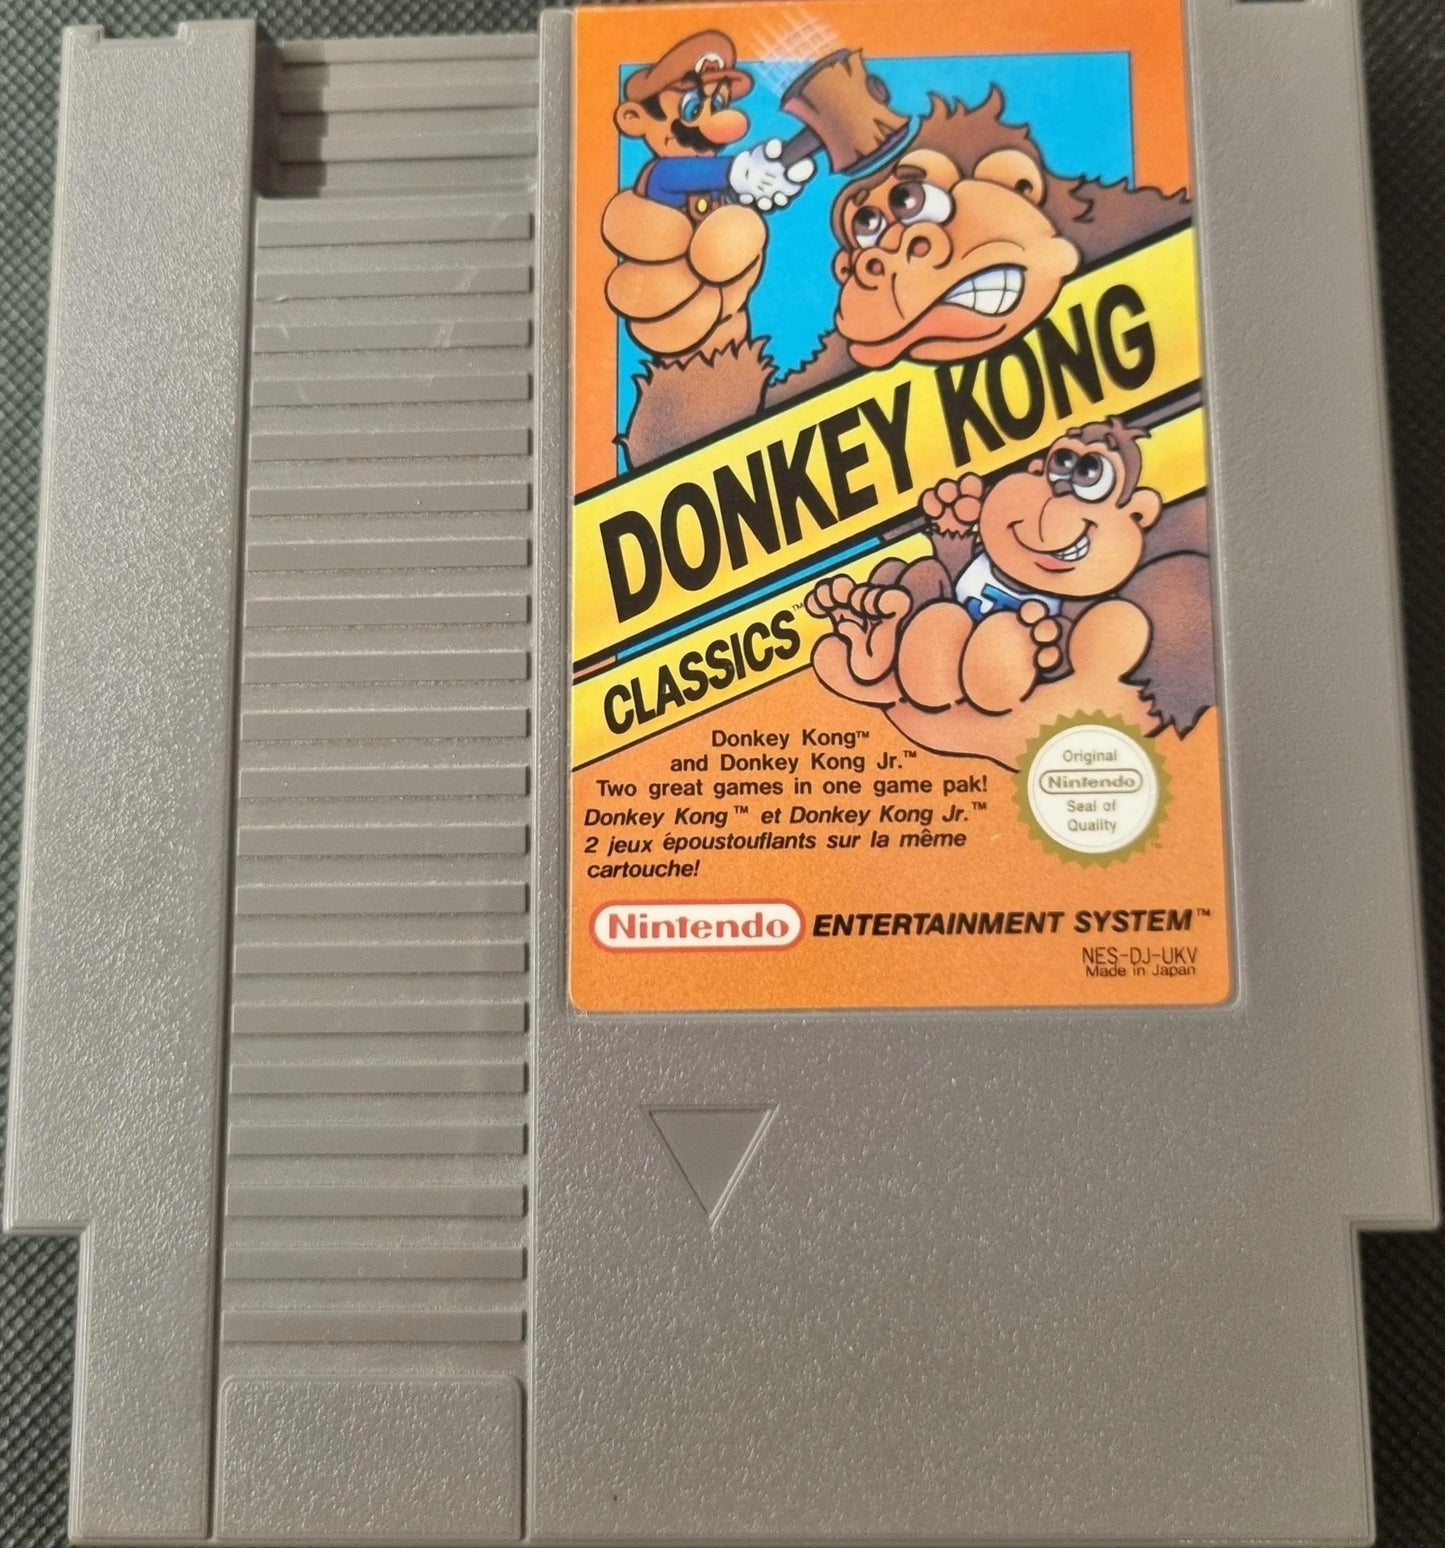 M
DONKEY KONG
CLASSICS™
J
Donkey Kong™
and Donkey Kong Jr.™
Two great games in one game pak!
Donkey Kong™ et Donkey Kong Jr.™
2 jeux époustouflants sur la même
cartouche!
Original
Nintendo
Seal of
Quality
Nintendo ENTERTAINMENT SYSTEM™
NES-DJ-UKV
Made in Japan